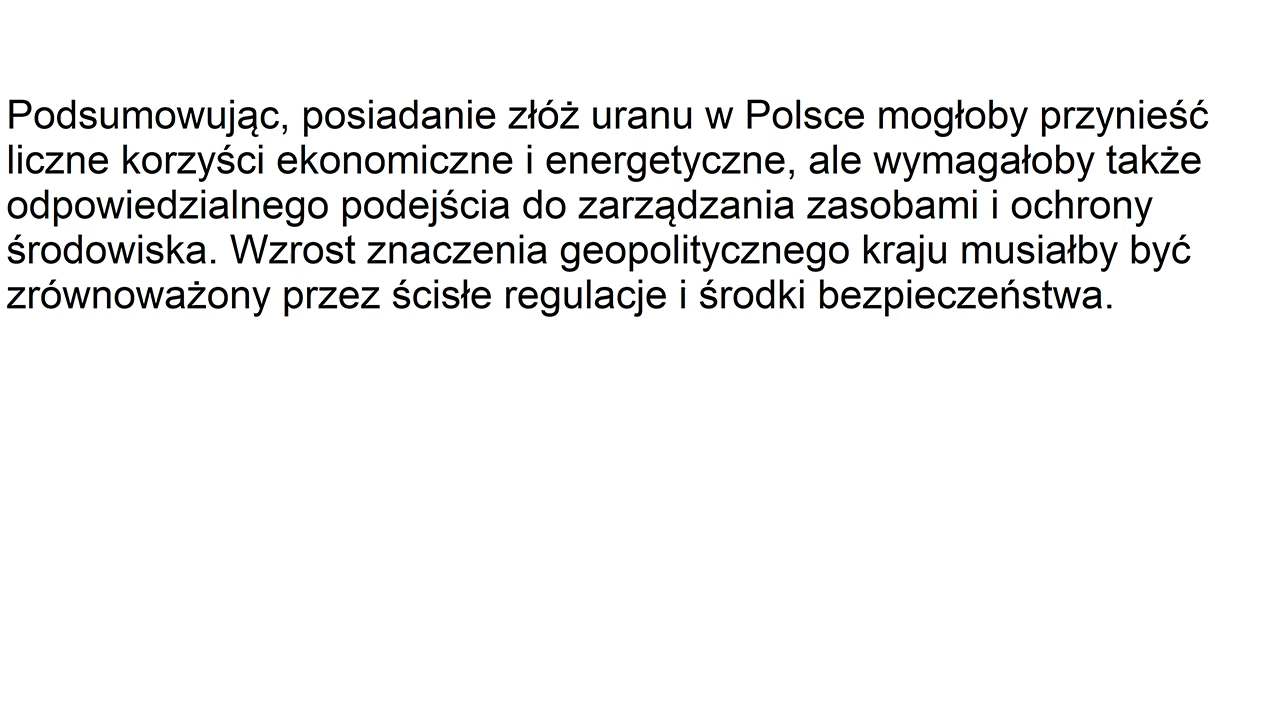 Podsumowując, posiadanie złóż uranu w Polsce mogłoby przynieść
liczne korzyści ekonomiczne i energetyczne, ale wymagałoby także
odpowiedzialnego podejścia do zarządzania zasobami i ochrony
środowiska. Wzrost znaczenia geopolitycznego kraju musiałby być
zrównoważony przez ścisłe regulacje i środki bezpieczeństwa.